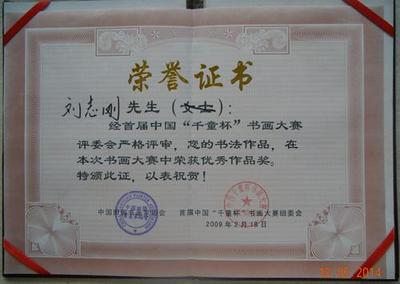 荣誉证书
刘志刚先生（女士）：
经首届中国“千童杯”书画大赛
评委会严格评审，您的书法作品，在
本次书画大赛中荣获优秀作品奖。
特颁此证，以表祝贺！
首届中国“千童杯”书画大赛组委会
2009年2月18日